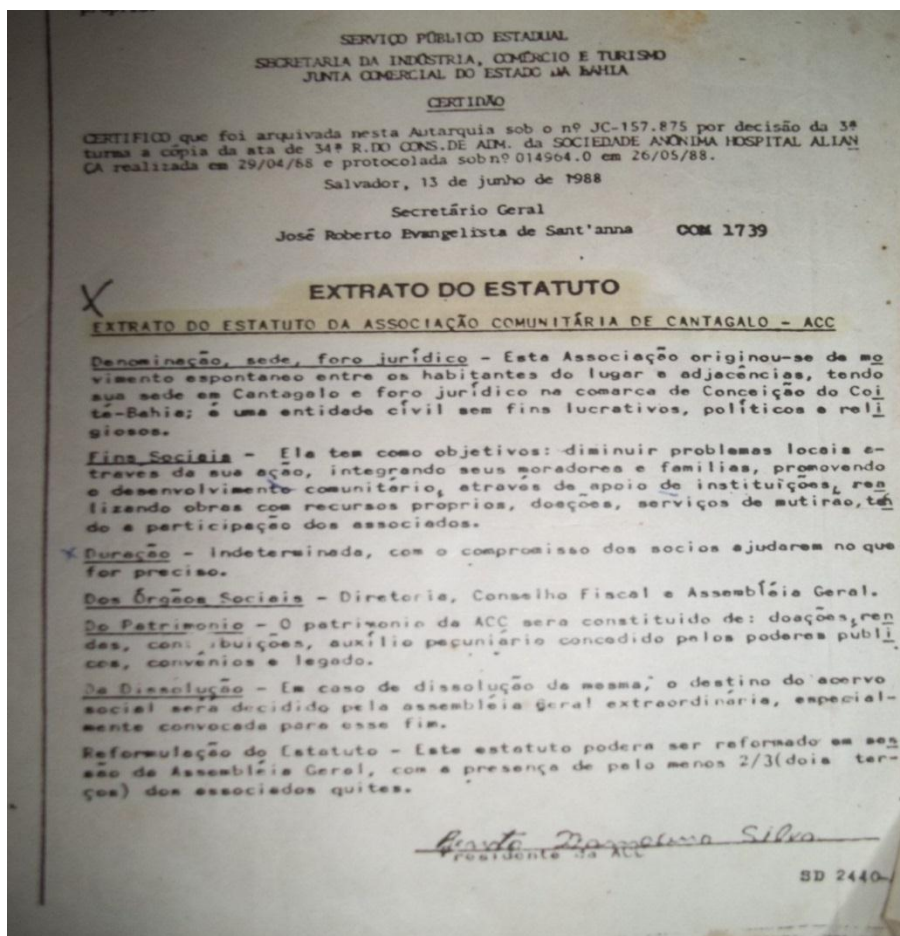 SERVIÇO PÚBLICO ESTADUAL
SECRETARIA DA INDÚSTRIA, COMÉRCIO E TURISMO
JUNTA COMERCIAL DO ESTADO DA BAHIA
CERTIDÃO
CERTIFICO que foi arquivada nesta Autarquia sob o nº JC-157.875 por decisão da 3ª
turma a cópia da ata de 34ª R.DO CONS.DE ADM. da SOCIEDADE ANÔNIMA HOSPITAL ALIAN
ÇA realizada em 29/04/88 e protocolada sob nº 014964.0 em 26/05/88.
Salvador, 13 de junho de 1988
Secretário Geral
José Roberto Evangelista de Sant'anna COM 1739
X
EXTRATO DO ESTATUTO
EXTRATO DO ESTATUTO DA ASSOCIAÇÃO COMUNITÁRIA DE CANTAGALO - ACC
Denominação, sede, foro jurídico - Esta Associação originou-se de mo
vimento espontaneo entre os habitantes do lugar e adjacências, tendo
sua sede em Cantagalo e foro jurídico na comarca de Conceição do Coi
té-Bahia; é uma entidade cívil sem fins lucrativos, políticos e reli
giosos.
Fins Sociais - Ela tem como objetivos: diminuir problemas locais a-
traves da sua ação, integrando seus moradores e familias, promovendo
o desenvolvimento comunitário, através de apoio de instituições, rea
lizando obras com recursos proprios, doações, serviços de mutirão, ten
do a participação dos associados.
x Duração - Indeterminada, com o compromisso dos socios ajudarem no que
for preciso.
Dos Órgãos Sociais - Diretoria, Conselho Fiscal e Assembléia Geral.
Do Patrimonio - O patrimonio da ACC sera constituido de: doações, ren
das, contribuições, auxílio pecuniário concedido pelos poderes públi
cos, convênios e legado.
Da Dissolução - Em caso de dissolução da mesma, o destino do acervo
social será decidido pela assembléia geral extraordinária, especial-
mente convocada para esse fim.
Reformulação do Estatuto - Este estatuto podera ser reformado em ses
são da Assembléia Geral, com a presença de pelo menos 2/3(dois ter-
ços) dos associados quites.
Silva
Presidente da ACC
SD 2440